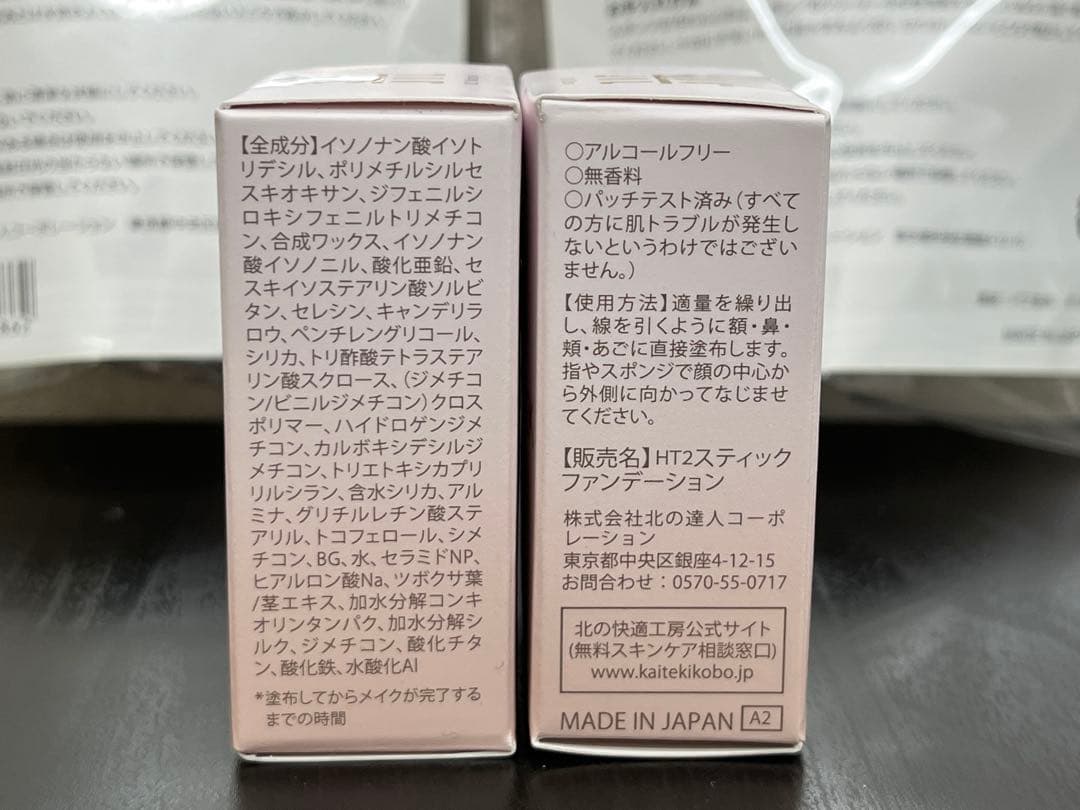 【全成分】イソノナン酸イソト
リデシル、ポリメチルシルセ
スキオキサン、ジフェニルシ
ロキシフェニルトリメチコ
ン、合成ワックス、イソノナン
酸イソノニル、酸化亜鉛、セ
スキイソステアリン酸ソルビ
タン、セレシン、キャンデリラ
ロウ、ペンチレングリコール、
シリカ、トリ酢酸テトラステア
リン酸スクロース、(ジメチコ
ン/ビニルジメチコン)クロス
ポリマー、ハイドロゲンジメ
チコン、カルボキシデシルジ
メチコン、トリエトキシカプリ
リルシラン、含水シリカ、アル
ミナ、グリチルレチン酸ステ
アリル、トコフェロール、シメ
チコン、BG、水、セラミドNP、
ヒアルロン酸Na、ツボクサ葉
/茎エキス、加水分解コンキ
オリンタンパク、加水分解シ
ルク、ジメチコン、酸化チタ
ン、酸化鉄、水酸化Al
*塗布してからメイクが完了する
までの時間
○アルコールフリー
○無香料
○パッチテスト済み(すべて
の方に肌トラブルが発生し
ないというわけではござい
ません。)
【使用方法】適量を繰り出
し、線を引くように額・鼻・
頬・あごに直接塗布します。
指やスポンジで顔の中心か
ら外側に向かってなじませ
てください。
【販売名】HT2スティック
ファンデーション
株式会社北の達人コーポ
レーション
東京都中央区銀座4-12-15
お問合わせ：0570-55-0717
北の快適工房公式サイト
(無料スキンケア相談窓口)
www.kaitekikobo.jp
MADE IN JAPAN A2